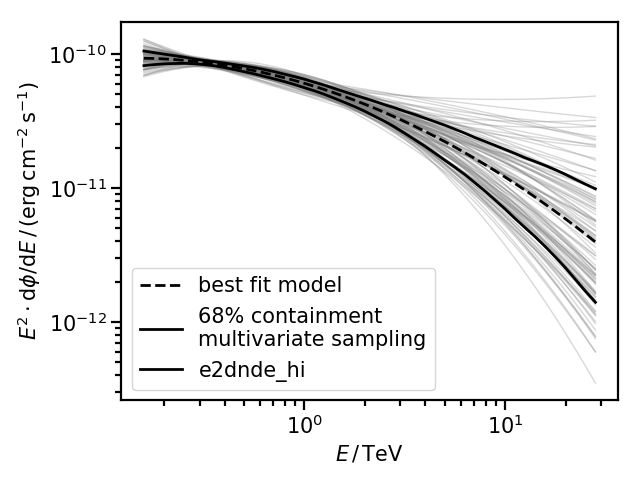 10⁻¹⁰
10⁻¹¹
10⁻¹²
E² · dϕ/dE / (erg cm⁻² s⁻¹)
best fit model
68% containment
multivariate sampling
e2dnde_hi
10⁰
10¹
E / TeV